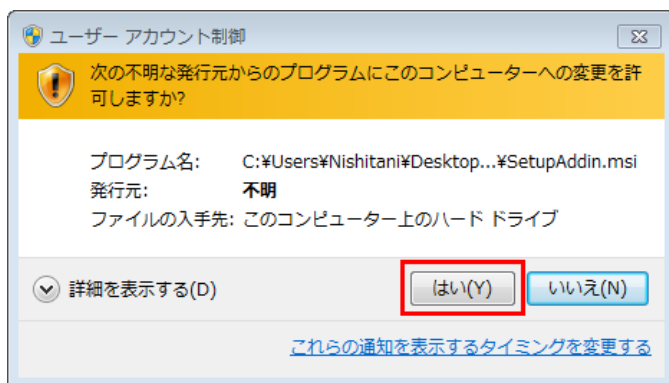 ユーザー アカウント制御
次の不明な発行元からのプログラムにこのコンピューターへの変更を許
可しますか?
プログラム名: C:¥Users¥Nishitani¥Desktop...¥SetupAddin.msi
発行元: 不明
ファイルの入手先: このコンピューター上のハード ドライブ
詳細を表示する(D) はい(Y) いいえ(N)
これらの通知を表示するタイミングを変更する